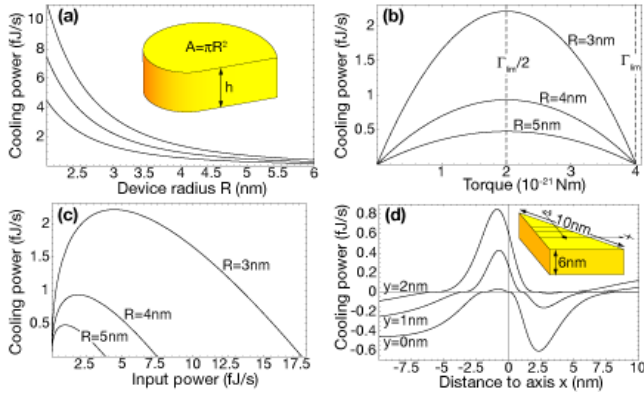 (a)
Cooling power (fJ/s)
10
8
6
4
2
A=πR²
h
2.5 3 3.5 4 4.5 5 5.5 6
Device radius R (nm)
(b)
Cooling power (fJ/s)
2
1.5
1
0.5
R=3nm
Γlim/2
Γlim
R=4nm
R=5nm
1 2 3 4
Torque (10⁻²¹ Nm)
(c)
Cooling power (fJ/s)
2
1.5
1
0.5
R=3nm
R=4nm
R=5nm
2.5 5 7.5 10 12.5 15 17.5
Input power (fJ/s)
(d)
Cooling power (fJ/s)
0.8
0.6
0.4
0.2
0
-0.2
-0.4
-0.6
10nm
x
6nm
y=2nm
y=1nm
y=0nm
-7.5 -5 -2.5 0 2.5 5 7.5 10
Distance to axis x (nm)